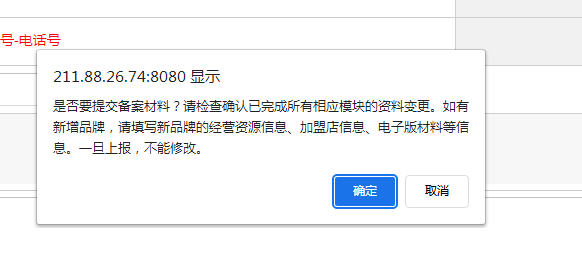 号-电话号
211.88.26.74:8080 显示
是否要提交备案材料？请检查确认已完成所有相应模块的资料变更。如有
新增品牌，请填写新品牌的经营资源信息、加盟店信息、电子版材料等信
息。一旦上报，不能修改。
确定 取消